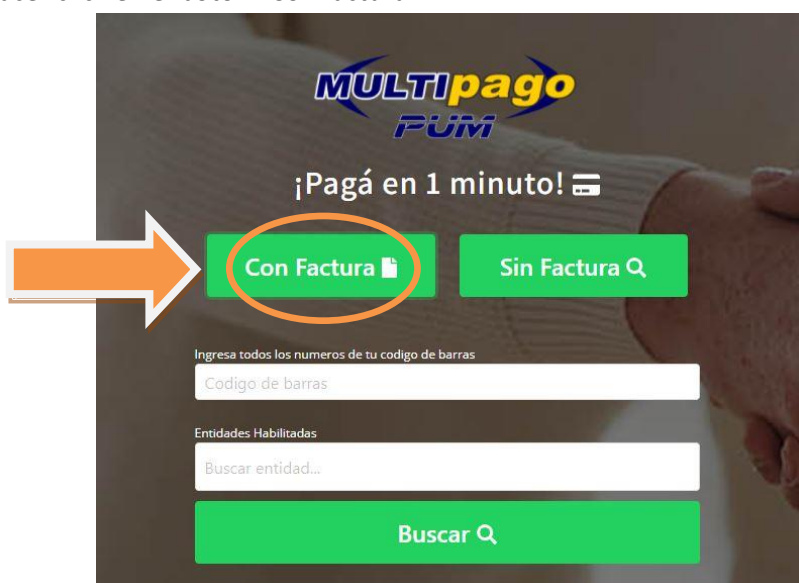 MULTIpago
PUM
¡Pagá en 1 minuto!
Con Factura
Sin Factura
Ingresa todos los numeros de tu codigo de barras
Codigo de barras
Entidades Habilitadas
Buscar entidad...
Buscar